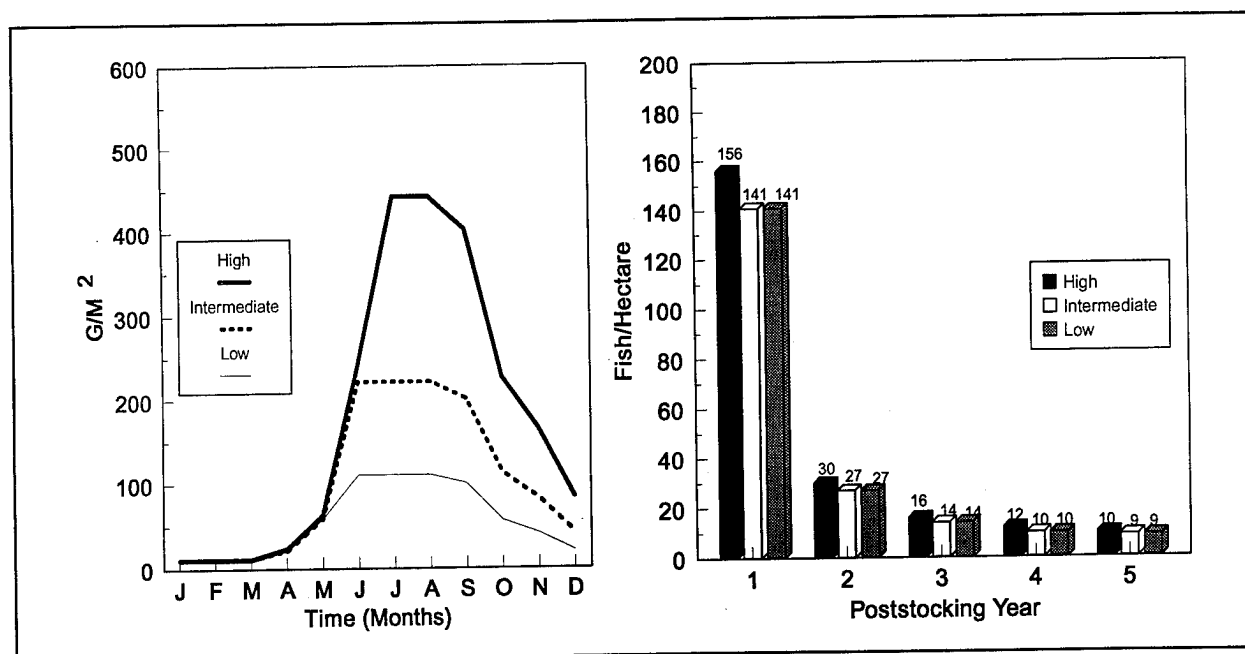 600
500
400
300
200
100
0
G/M 2
High
Intermediate
Low
J F M A M J J A S O N D
Time (Months)
200
180
160
140
120
100
80
60
40
20
0
Fish/Hectare
156
141 141
30 27 27
16 14 14
12 10 10
10 9 9
High
Intermediate
Low
1 2 3 4 5
Poststocking Year